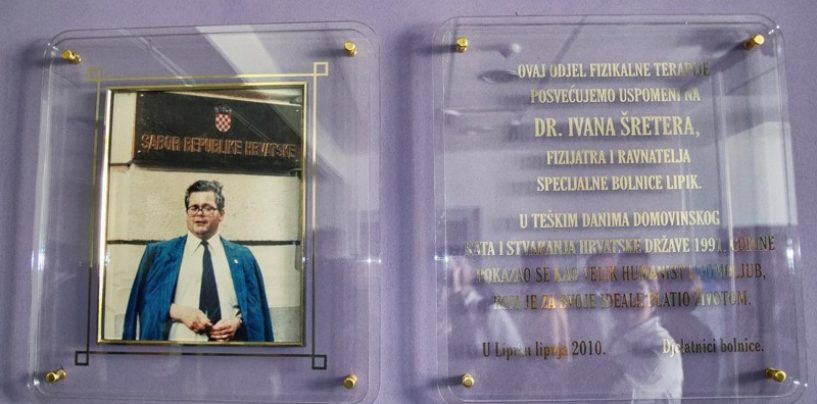 SABOR REPUBLIKE HRVATSKE
OVAJ ODJEL FIZIKALNE TERAPIJE
POSVEĆUJEMO USPOMENI NA
DR. IVANA ŠRETERA,
FIZIJATRA I RAVNATELJA
SPECIJALNE BOLNICE LIPIK.
U TEŠKIM DANIMA DOMOVINSKOG
RATA I STVARANJA HRVATSKE DRŽAVE 1991. GODINE
POKAZAO SE KAO VELIK HUMANIST I DOMOLJUB,
KOJI JE ZA SVOJE IDEALE PLATIO ŽIVOTOM.
U Lipiku lipnja 2010. Djelatnici bolnice.